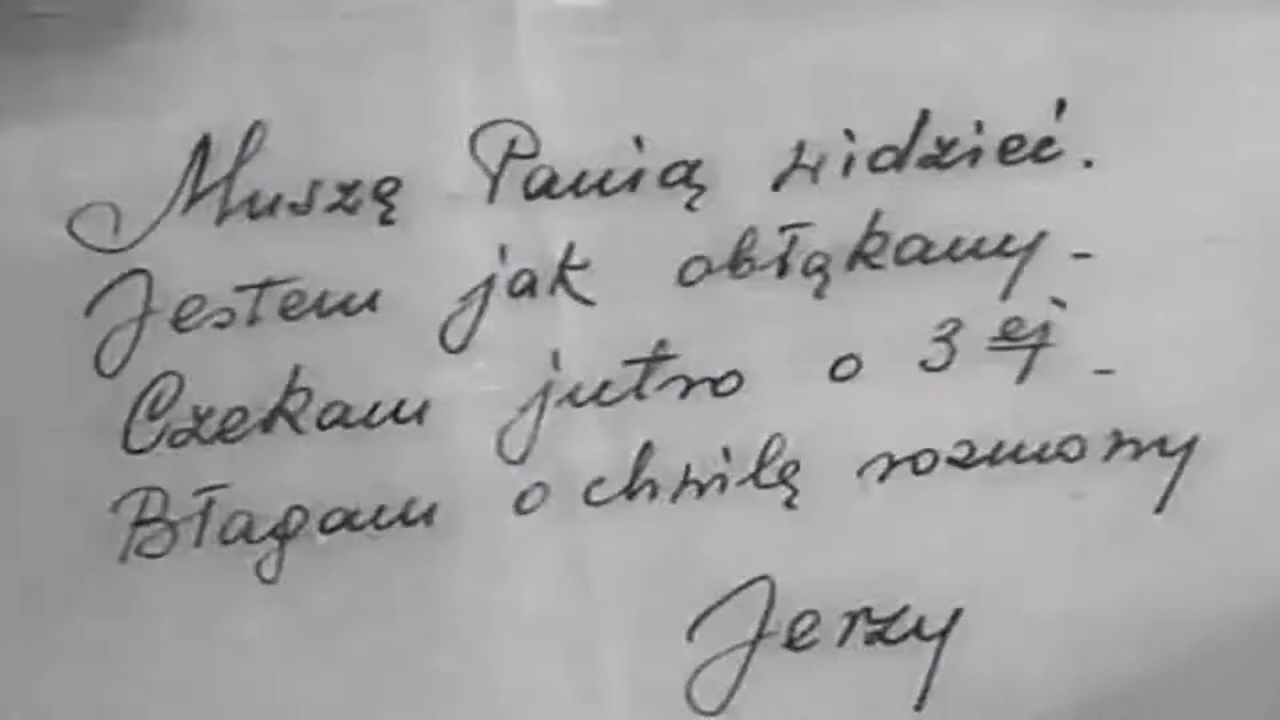 Muszę Panią widzieć.
Jestem jak obłąkany -
Czekam jutro o 3 ej -
Błagam o chwilę rozmowy
Jerzy